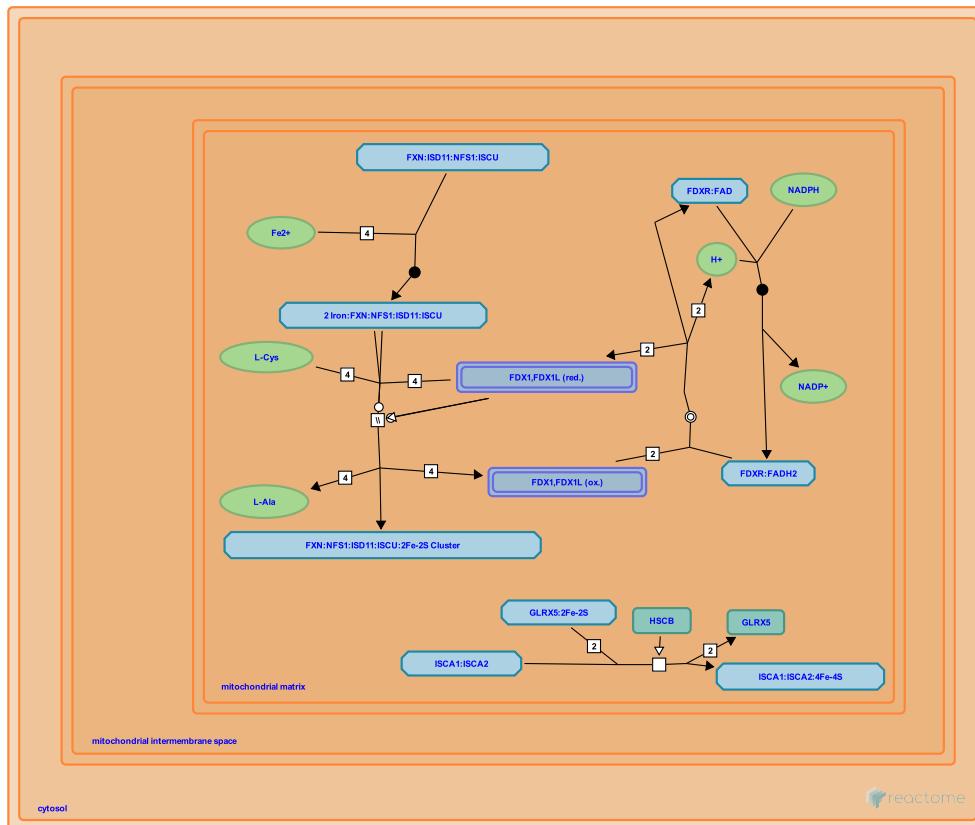 FXN:ISD11:NFS1:ISCU
FDXR:FAD
NADPH
Fe2+
4
H+
2
2 Iron:FXN:NFS1:ISD11:ISCU
L-Cys
4
4
FDX1,FDX1L (red.)
2
NADP+
\\
2
L-Ala
4
4
FDX1,FDX1L (ox.)
FDXR:FADH2
FXN:NFS1:ISD11:ISCU:2Fe-2S Cluster
GLRX5:2Fe-2S
HSCB
GLRX5
2
2
ISCA1:ISCA2
ISCA1:ISCA2:4Fe-4S
mitochondrial matrix
mitochondrial intermembrane space
reactome
cytosol